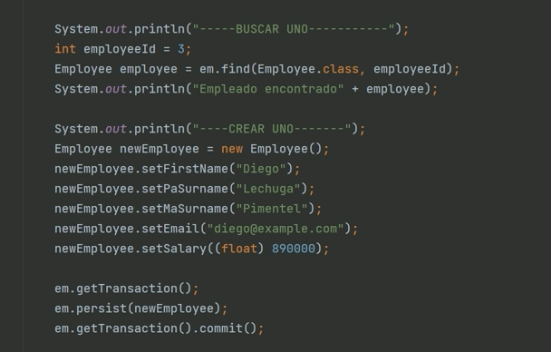 System.out.println("-----BUSCAR UNO-----------");
int employeeId = 3;
Employee employee = em.find(Employee.class, employeeId);
System.out.println("Empleado encontrado" + employee);
System.out.println("----CREAR UNO-------");
Employee newEmployee = new Employee();
newEmployee.setFirstName("Diego");
newEmployee.setPaSurname("Lechuga");
newEmployee.setMaSurname("Pimentel");
newEmployee.setEmail("diego@example.com");
newEmployee.setSalary((float) 890000);
em.getTransaction();
em.persist(newEmployee);
em.getTransaction().commit();